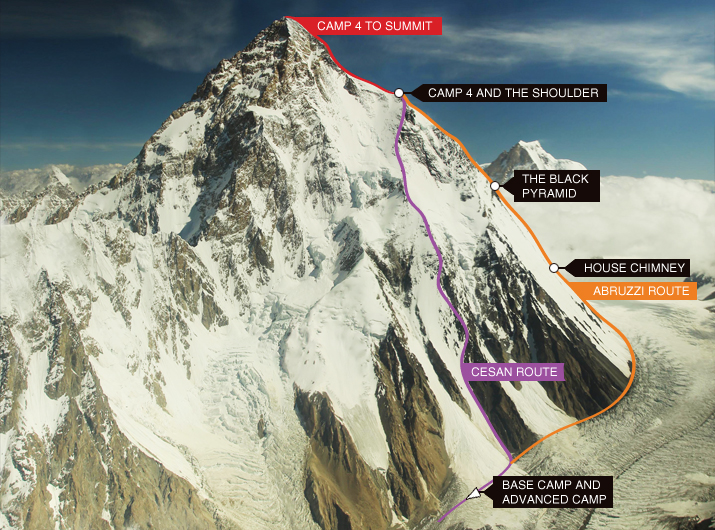 CAMP 4 TO SUMMIT
CAMP 4 AND THE SHOULDER
THE BLACK
PYRAMID
HOUSE CHIMNEY
ABRUZZI ROUTE
CESAN ROUTE
BASE CAMP AND
ADVANCED CAMP